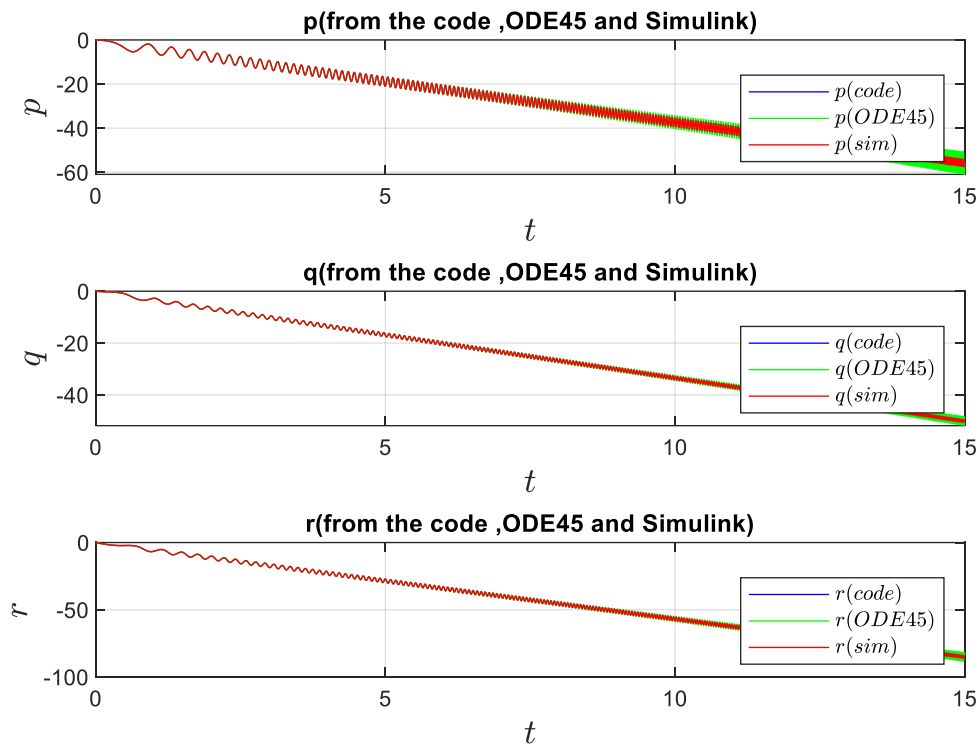 p(from the code ,ODE45 and Simulink)
0
-20
-40
-60
p
p(code)
p(ODE45)
p(sim)
0 5 10 15
t
q(from the code ,ODE45 and Simulink)
0
-20
-40
q
q(code)
q(ODE45)
q(sim)
0 5 10 15
t
r(from the code ,ODE45 and Simulink)
0
-50
-100
r
r(code)
r(ODE45)
r(sim)
0 5 10 15
t